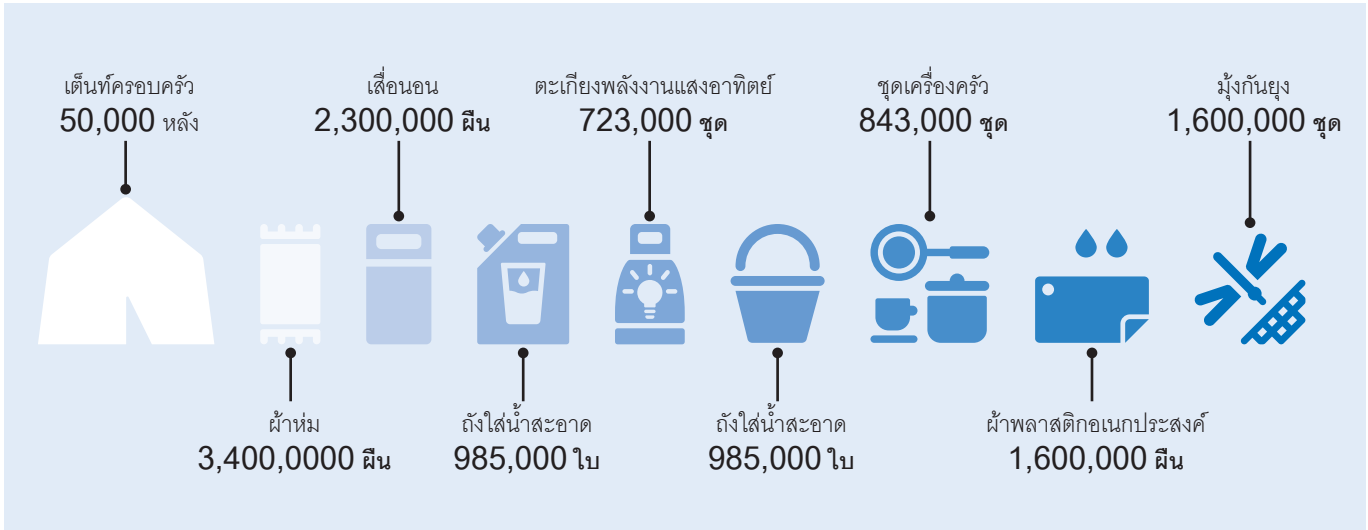 เต็นท์ครอบครัว
50,000 หลัง
เสื่อนอน
2,300,000 ผืน
ตะเกียงพลังงานแสงอาทิตย์
723,000 ชุด
ชุดเครื่องครัว
843,000 ชุด
มุ้งกันยุง
1,600,000 ชุด
ผ้าห่ม
3,400,0000 ผืน
ถังใส่น้ำสะอาด
985,000 ใบ
ถังใส่น้ำสะอาด
985,000 ใบ
ผ้าพลาสติกอเนกประสงค์
1,600,000 ผืน